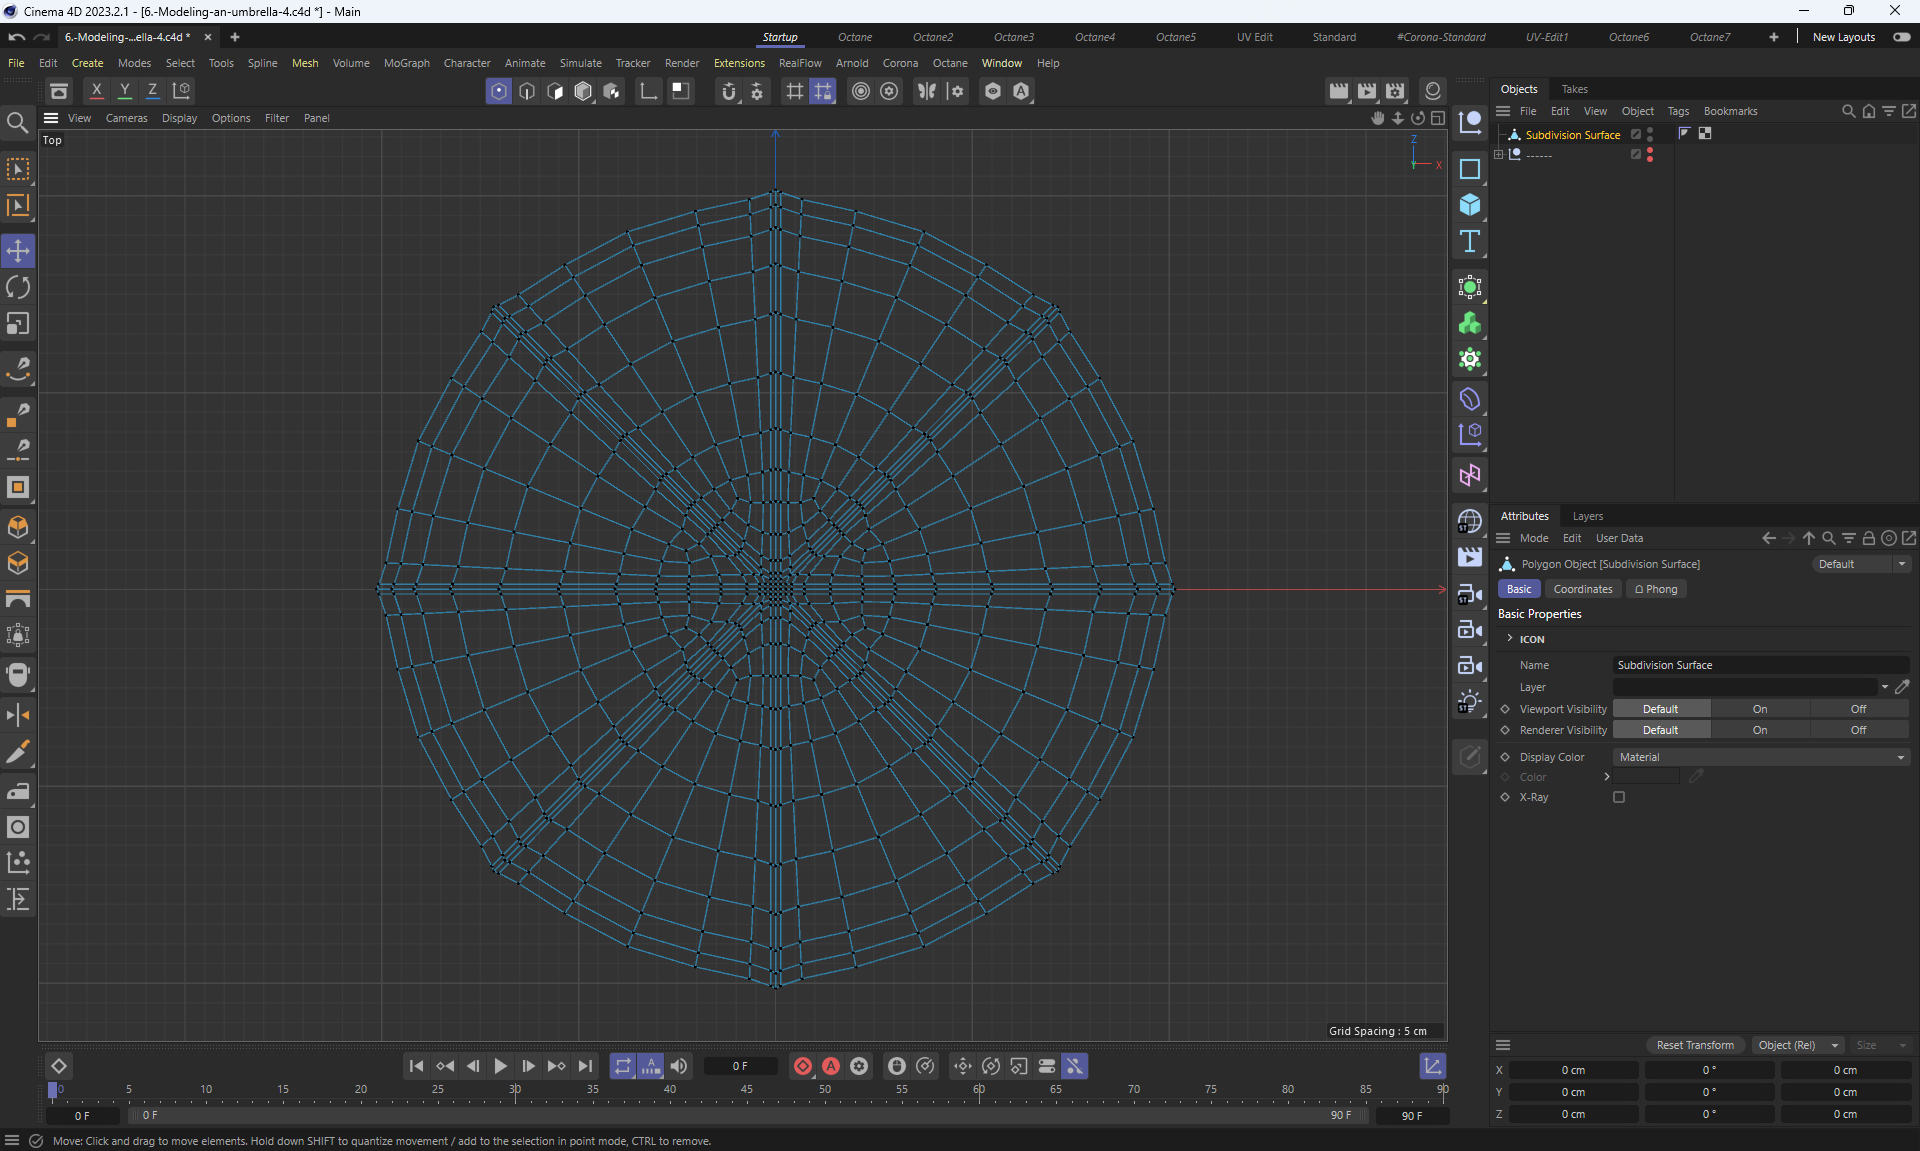 Cinema 4D 2023.2.1 - [6.-Modeling-an-umbrella-4.c4d *] - Main
6.-Modeling-...ella-4.c4d *
Startup Octane Octane2 Octane3 Octane4 Octane5 UV Edit Standard #Corona-Standard UV-Edit1 Octane6 Octane7 New Layouts
File Edit Create Modes Select Tools Spline Mesh Volume MoGraph Character Animate Simulate Tracker Render Extensions RealFlow Arnold Corona Octane Window Help
X Y Z
View Cameras Display Options Filter Panel
Top
Z
Y X
Grid Spacing : 5 cm
Objects Takes
File Edit View Object Tags Bookmarks
Subdivision Surface
------
Attributes Layers
Mode Edit User Data
Polygon Object [Subdivision Surface] Default
Basic Coordinates Phong
Basic Properties
ICON
Name Subdivision Surface
Layer
Viewport Visibility Default On Off
Renderer Visibility Default On Off
Display Color Material
Color
X-Ray
Reset Transform Object (Rel) Size
X 0 cm 0 ° 0 cm
Y 0 cm 0 ° 0 cm
Z 0 cm 0 ° 0 cm
0 F
0 5 10 15 20 25 30 35 40 45 50 55 60 65 70 75 80 85 90
0 F 0 F 90 F 90 F
Move: Click and drag to move elements. Hold down SHIFT to quantize movement / add to the selection in point mode, CTRL to remove.